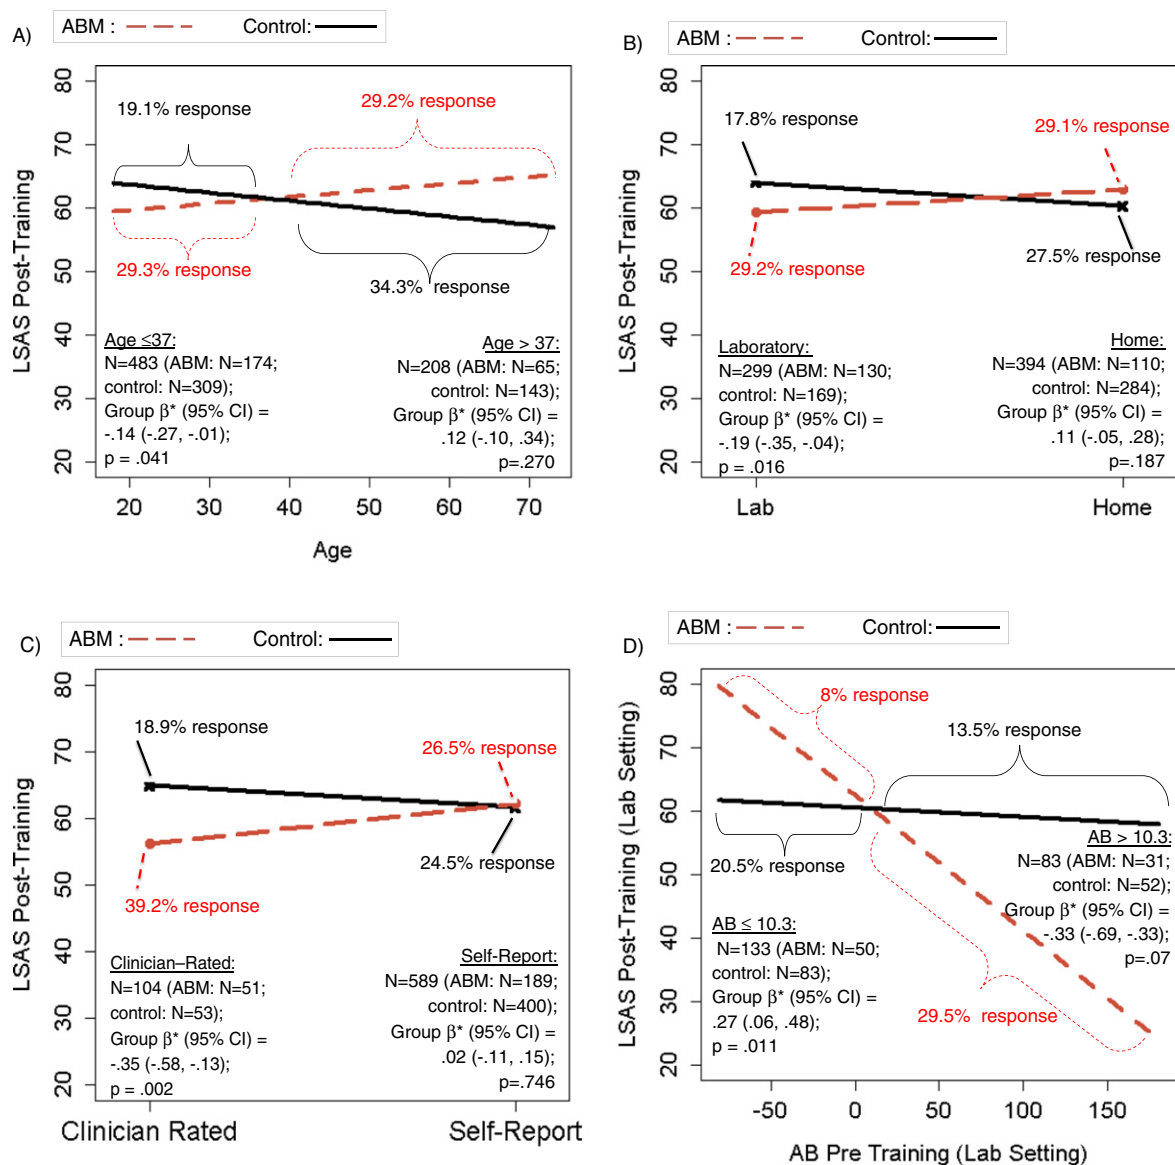 A)
ABM :
Control:
LSAS Post-Training
80
70
60
50
40
30
20
19.1% response
29.2% response
29.3% response
34.3% response
Age ≤37:
N=483 (ABM: N=174;
control: N=309);
Group β* (95% CI) =
-.14 (-.27, -.01);
p = .041
Age > 37:
N=208 (ABM: N=65;
control: N=143);
Group β* (95% CI) =
.12 (-.10, .34);
p=.270
20
30
40
50
60
70
Age
B)
ABM :
Control:
LSAS Post-Training
80
70
60
50
40
30
20
17.8% response
29.1% response
29.2% response
27.5% response
Laboratory:
N=299 (ABM: N=130;
control: N=169);
Group β* (95% CI) =
-.19 (-.35, -.04);
p = .016
Home:
N=394 (ABM: N=110;
control: N=284);
Group β* (95% CI) =
.11 (-.05, .28);
p=.187
Lab
Home
C)
ABM :
Control:
LSAS Post-Training
80
70
60
50
40
30
20
18.9% response
26.5% response
39.2% response
24.5% response
Clinician–Rated:
N=104 (ABM: N=51;
control: N=53);
Group β* (95% CI) =
-.35 (-.58, -.13);
p = .002
Self-Report:
N=589 (ABM: N=189;
control: N=400);
Group β* (95% CI) =
.02 (-.11, .15);
p=.746
Clinician Rated
Self-Report
D)
ABM :
Control:
LSAS Post-Training (Lab Setting)
80
70
60
50
40
30
20
8% response
13.5% response
20.5% response
29.5% response
AB ≤ 10.3:
N=133 (ABM: N=50;
control: N=83);
Group β* (95% CI) =
.27 (.06, .48);
p = .011
AB > 10.3:
N=83 (ABM: N=31;
control: N=52);
Group β* (95% CI) =
-.33 (-.69, -.33);
p=.07
-50
0
50
100
150
AB Pre Training (Lab Setting)